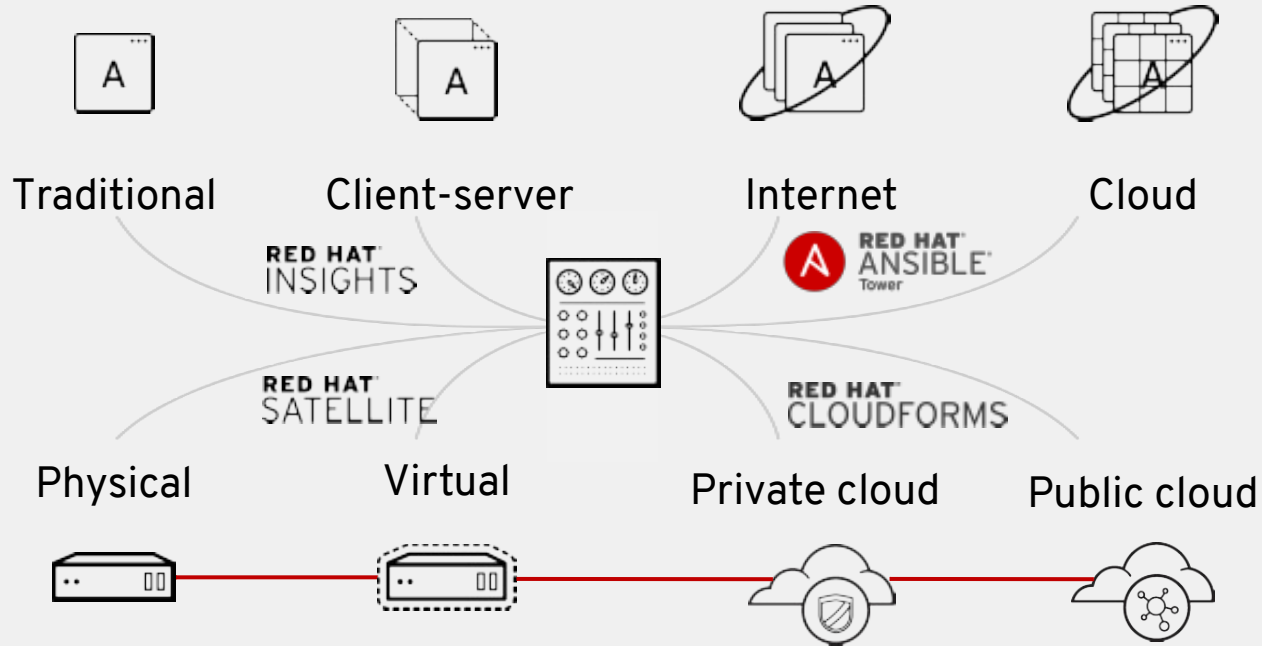 A
A
A
A
Traditional
Client-server
Internet
Cloud
RED HAT®
INSIGHTS
RED HAT®
ANSIBLE®
Tower
RED HAT®
SATELLITE
RED HAT®
CLOUDFORMS
Physical
Virtual
Private cloud
Public cloud